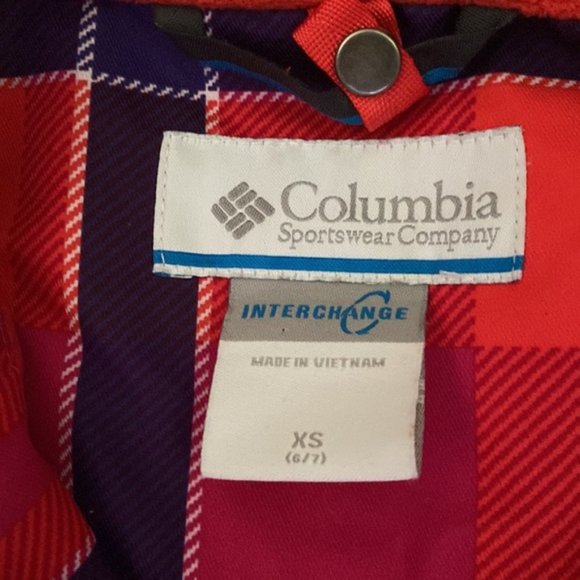 Columbia
Sportswear Company
INTERCHANGE
MADE IN VIETNAM
XS
(6/7)